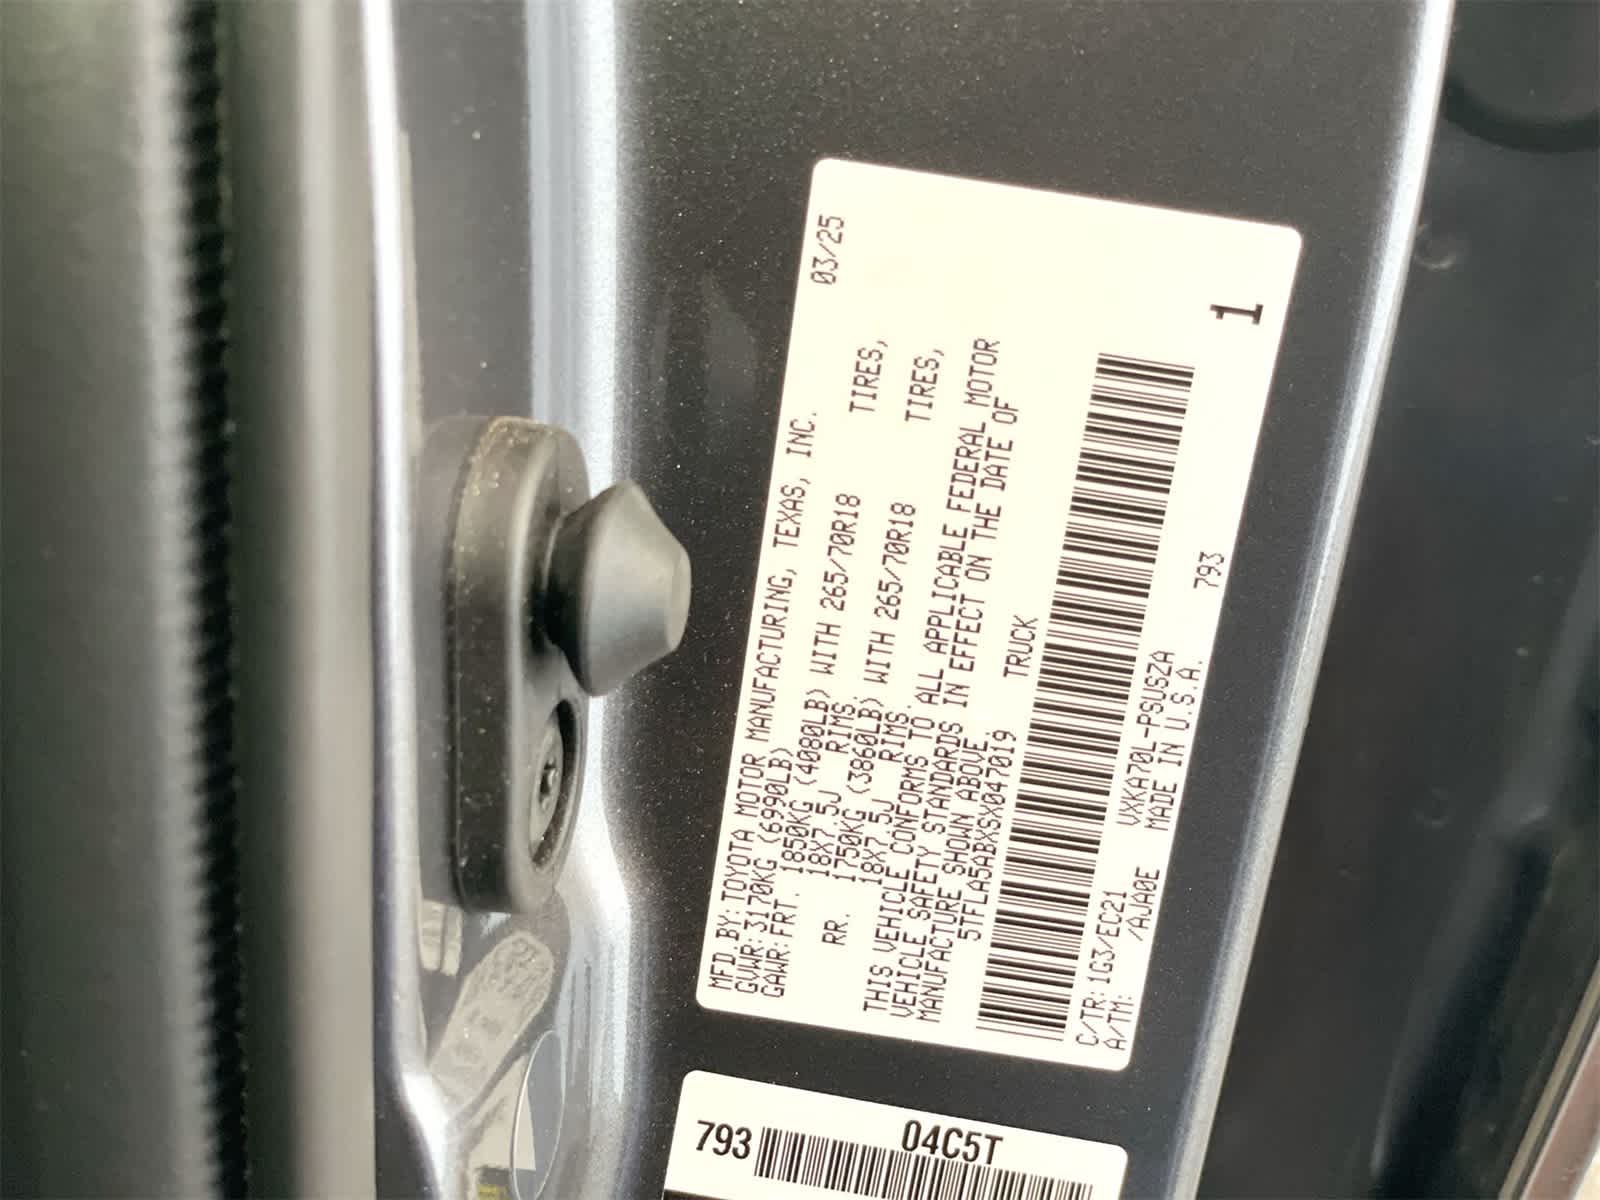 03/25
MFD.BY:TOYOTA MOTOR MANUFACTURING, TEXAS, INC.
GVWR:3170KG(6990LB)
GAWR:FRT. 1850KG(4080LB) WITH 265/70R18 TIRES,
18X7.5J RIMS.
RR. 1750KG(3860LB) WITH 265/70R18 TIRES,
18X7.5J RIMS.
THIS VEHICLE CONFORMS TO ALL APPLICABLE FEDERAL MOTOR
VEHICLE SAFETY STANDARDS IN EFFECT ON THE DATE OF
MANUFACTURE SHOWN ABOVE.
5TFLA5ABXSX047019 TRUCK
1
C/TR:1G3/EC21 VXKA70L-PSUSZA
A/TM: /AJA0E MADE IN U.S.A. 793
793 04C5T